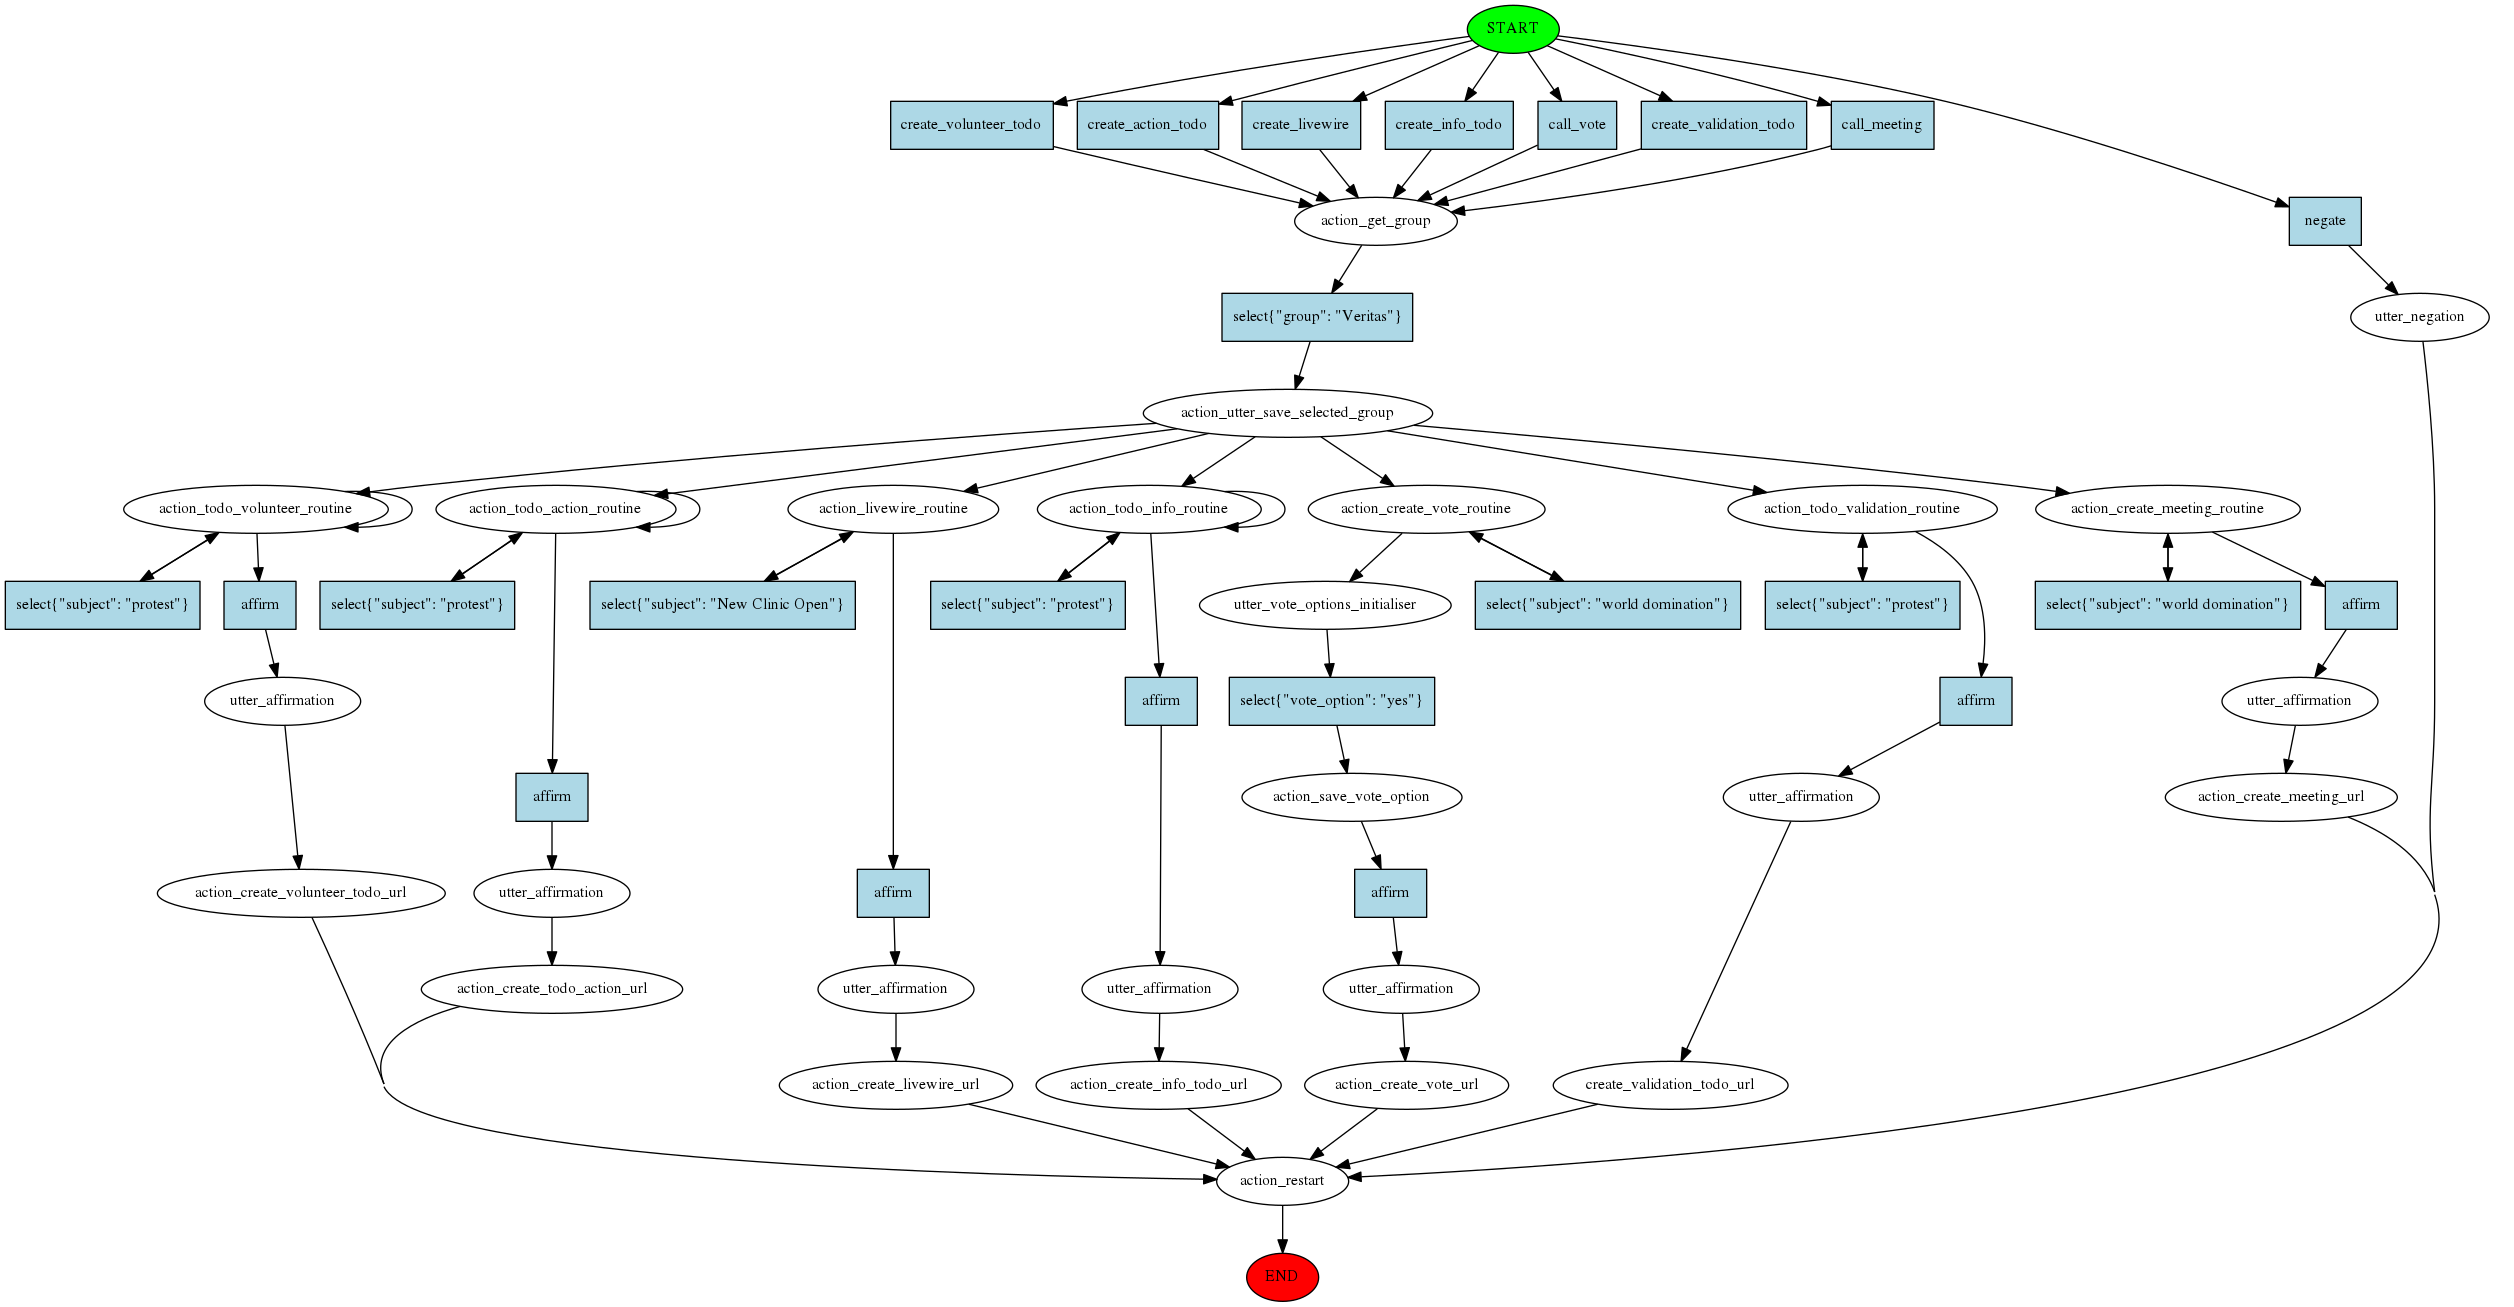 START
create_volunteer_todo
create_action_todo
create_livewire
create_info_todo
call_vote
create_validation_todo
call_meeting
action_get_group
negate
select{"group": "Veritas"}
utter_negation
action_utter_save_selected_group
action_todo_volunteer_routine
action_todo_action_routine
action_livewire_routine
action_todo_info_routine
action_create_vote_routine
action_todo_validation_routine
action_create_meeting_routine
select{"subject": "protest"}
affirm
select{"subject": "protest"}
select{"subject": "New Clinic Open"}
select{"subject": "protest"}
utter_vote_options_initialiser
select{"subject": "world domination"}
select{"subject": "protest"}
select{"subject": "world domination"}
affirm
utter_affirmation
affirm
select{"vote_option": "yes"}
affirm
utter_affirmation
affirm
action_save_vote_option
utter_affirmation
action_create_meeting_url
action_create_volunteer_todo_url
utter_affirmation
affirm
affirm
action_create_todo_action_url
utter_affirmation
utter_affirmation
utter_affirmation
action_create_livewire_url
action_create_info_todo_url
action_create_vote_url
create_validation_todo_url
action_restart
END